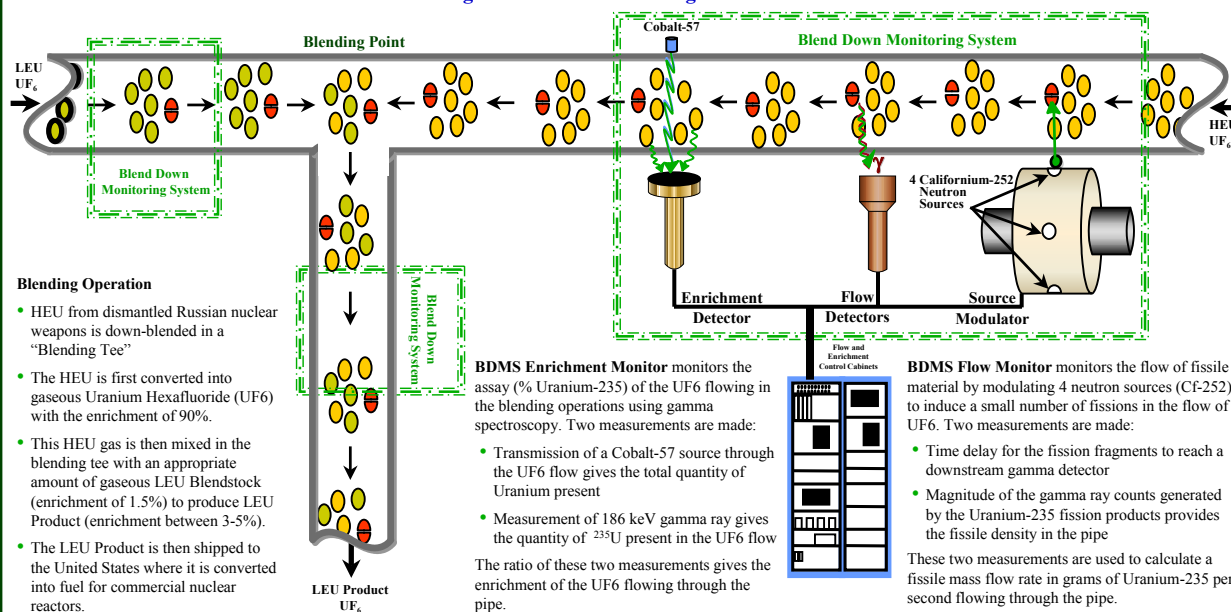 Cobalt-57
Blending Point
Blend Down Monitoring System
LEU
UF6
HEU
UF6
Blend Down
Monitoring System
γ
4 Californium-252
Neutron
Sources
Blend Down
Monitoring System
Enrichment
Detector
Flow
Detectors
Source
Modulator
Flow and
Enrichment
Control Cabinets
Blending Operation
• HEU from dismantled Russian nuclear
weapons is down-blended in a
“Blending Tee”
• The HEU is first converted into
gaseous Uranium Hexafluoride (UF6)
with the enrichment of 90%.
• This HEU gas is then mixed in the
blending tee with an appropriate
amount of gaseous LEU Blendstock
(enrichment of 1.5%) to produce LEU
Product (enrichment between 3-5%).
• The LEU Product is then shipped to
the United States where it is converted
into fuel for commercial nuclear
reactors.
LEU Product
UF6
BDMS Enrichment Monitor monitors the
assay (% Uranium-235) of the UF6 flowing in
the blending operations using gamma
spectroscopy. Two measurements are made:
• Transmission of a Cobalt-57 source through
the UF6 flow gives the total quantity of
Uranium present
• Measurement of 186 keV gamma ray gives
the quantity of ²³⁵U present in the UF6 flow
The ratio of these two measurements gives the
enrichment of the UF6 flowing through the
pipe.
BDMS Flow Monitor monitors the flow of fissile
material by modulating 4 neutron sources (Cf-252)
to induce a small number of fissions in the flow of
UF6. Two measurements are made:
• Time delay for the fission fragments to reach a
downstream gamma detector
• Magnitude of the gamma ray counts generated
by the Uranium-235 fission products provides
the fissile density in the pipe
These two measurements are used to calculate a
fissile mass flow rate in grams of Uranium-235 per
second flowing through the pipe.